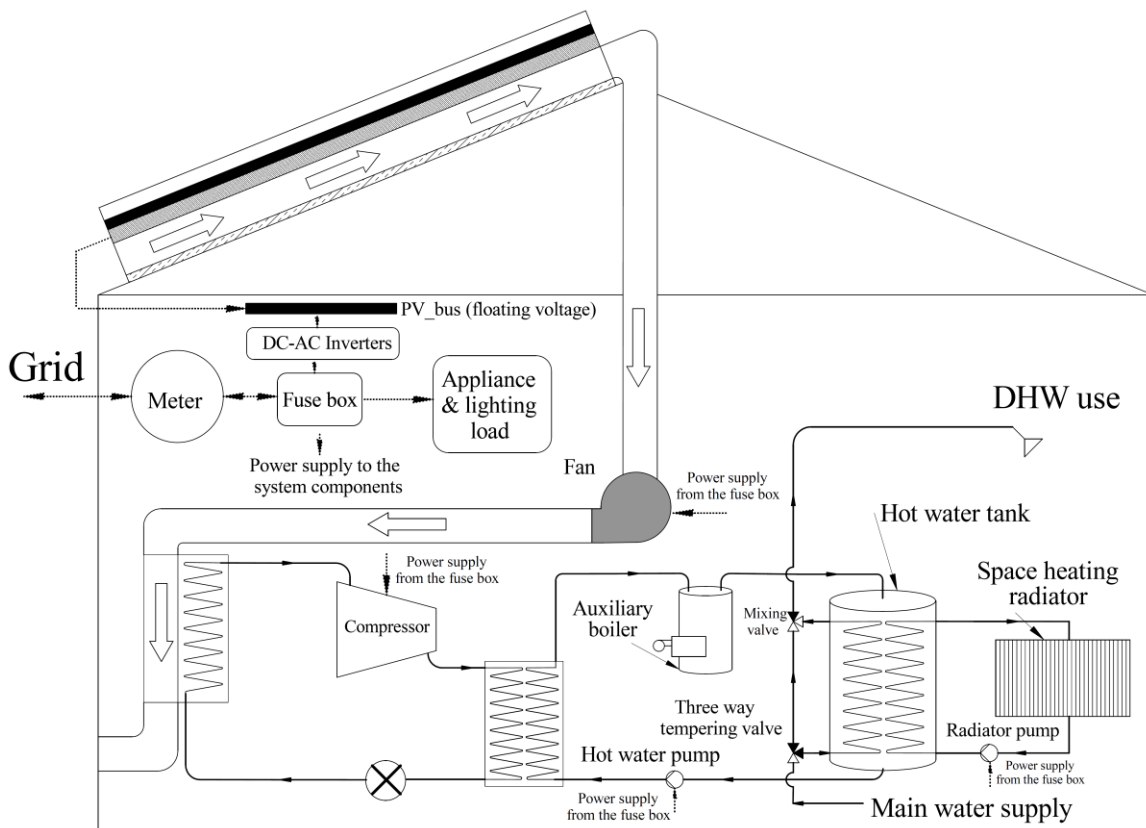 PV_bus (floating voltage)
DC-AC Inverters
Grid
Meter
Fuse box
Appliance
& lighting
load
DHW use
Power supply to the
system components
Fan
Power supply
from the fuse box
Hot water tank
Power supply
from the fuse box
Space heating
radiator
Compressor
Auxiliary
boiler
Mixing
valve
Three way
tempering valve
Radiator pump
Hot water pump
Power supply
from the fuse box
Power supply
from the fuse box
Main water supply